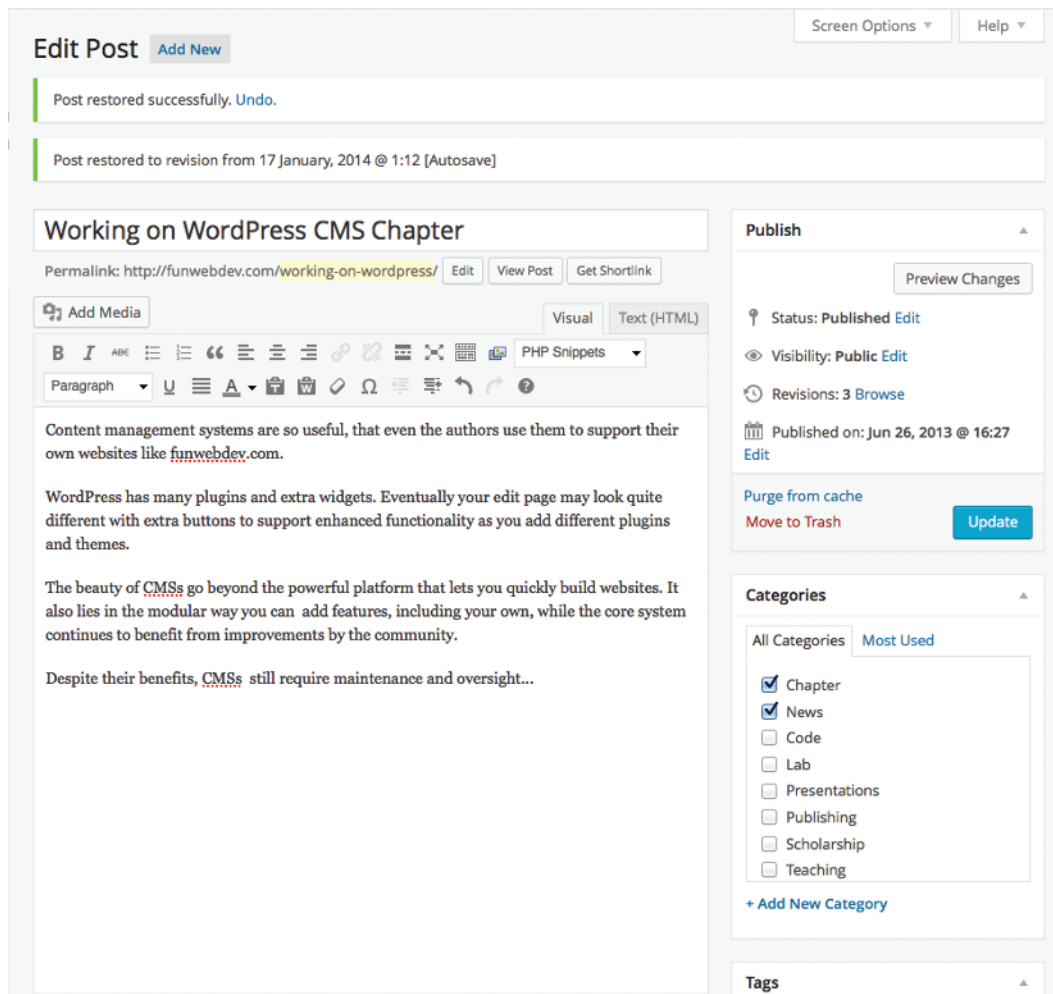 Screen Options
Help
Edit Post Add New
Post restored successfully. Undo.
Post restored to revision from 17 January, 2014 @ 1:12 [Autosave]
Working on WordPress CMS Chapter
Permalink: http://funwebdev.com/working-on-wordpress/ Edit View Post Get Shortlink
Add Media
Visual Text (HTML)
B I ABC PHP Snippets
Paragraph U A T W Ω
Content management systems are so useful, that even the authors use them to support their
own websites like funwebdev.com.
WordPress has many plugins and extra widgets. Eventually your edit page may look quite
different with extra buttons to support enhanced functionality as you add different plugins
and themes.
The beauty of CMSs go beyond the powerful platform that lets you quickly build websites. It
also lies in the modular way you can add features, including your own, while the core system
continues to benefit from improvements by the community.
Despite their benefits, CMSs still require maintenance and oversight...
Publish
Preview Changes
Status: Published Edit
Visibility: Public Edit
Revisions: 3 Browse
Published on: Jun 26, 2013 @ 16:27
Edit
Purge from cache
Move to Trash
Update
Categories
All Categories Most Used
Chapter
News
Code
Lab
Presentations
Publishing
Scholarship
Teaching
+ Add New Category
Tags